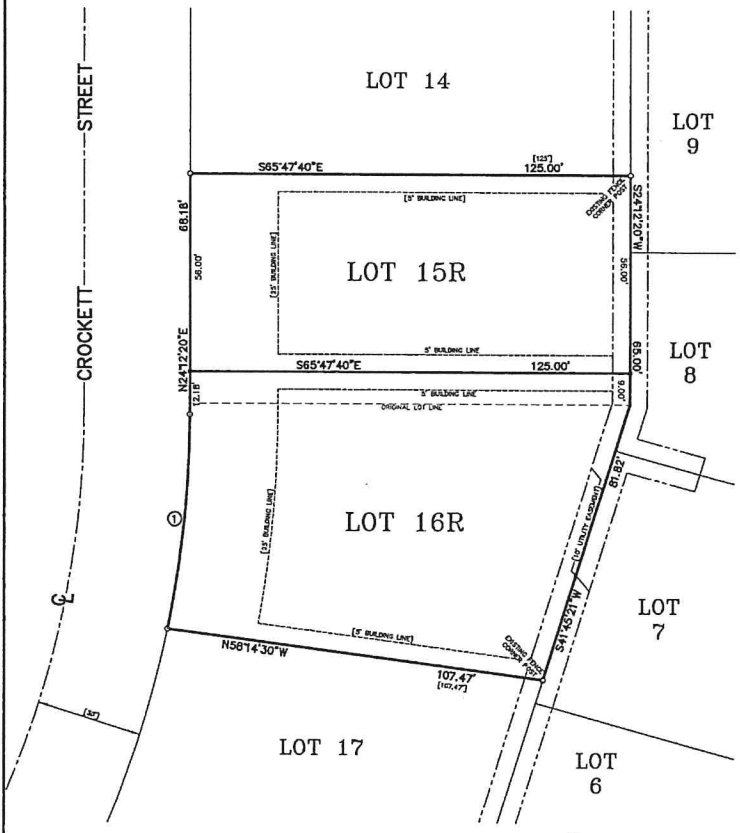 STREET
CROCKETT
LOT 14
LOT
9
S65°47'40"E
[125']
125.00'
[5' BUILDING LINE]
EXISTING FENCE
CORNER POST
S24°12'20"W
68.18'
56.00'
[25' BUILDING LINE]
LOT 15R
56.00'
N24°12'20"E
5' BUILDING LINE
S65°47'40"E
125.00'
65.00'
LOT
8
12.18'
5' BUILDING LINE
9.00'
ORIGINAL LOT LINE
81.82'
1
[25' BUILDING LINE]
LOT 16R
[10' UTILITY EASEMENT]
S41°45'21"W
LOT
7
CL
[5' BUILDING LINE]
EXISTING FENCE
CORNER POST
N58°14'30"W
107.47'
[107.47']
[30']
LOT 17
LOT
6